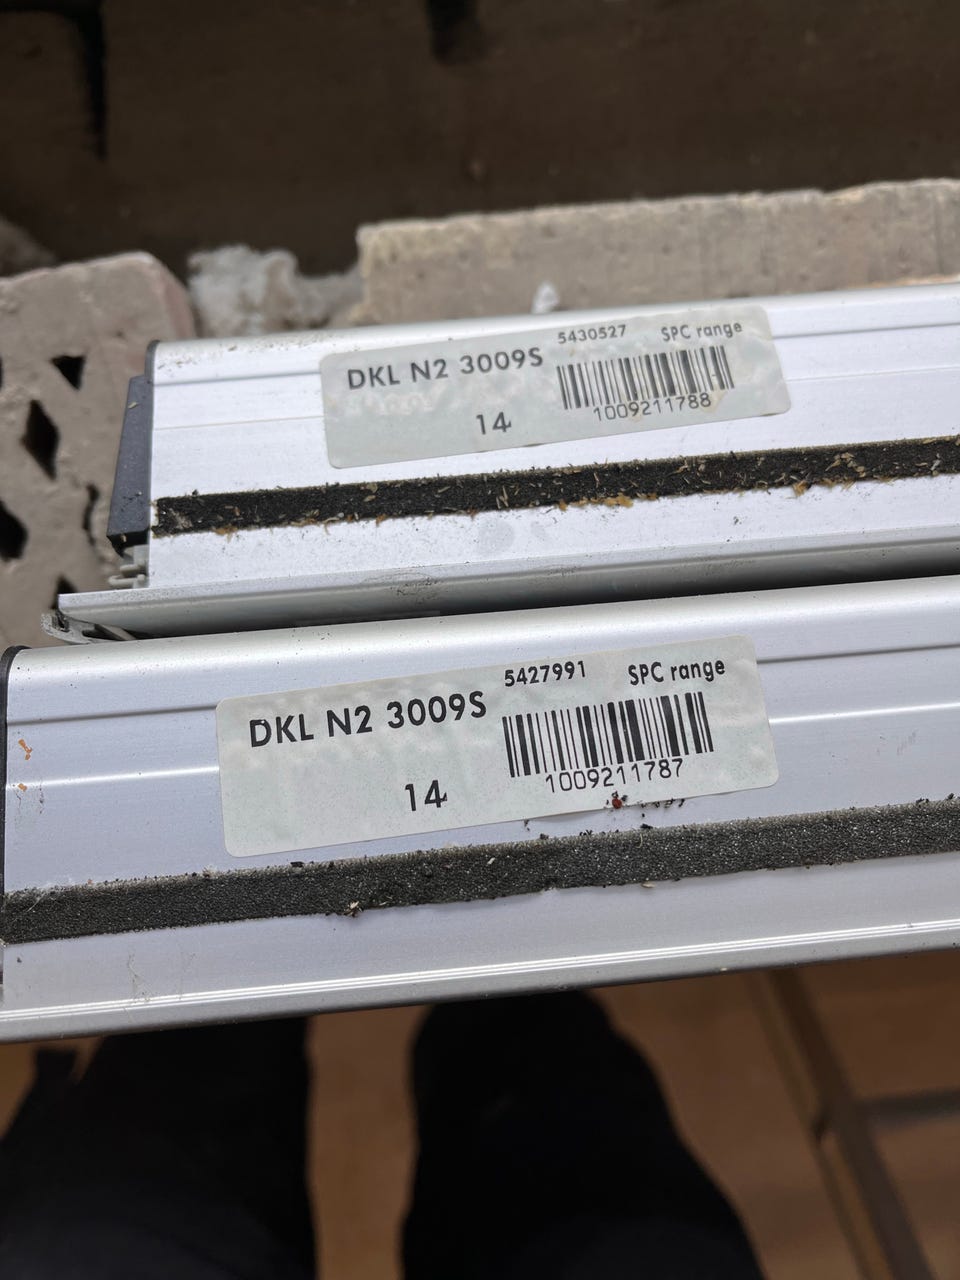 5430527 SPC range
DKL N2 3009S
14
1009211788
5427991 SPC range
DKL N2 3009S
14
1009211787